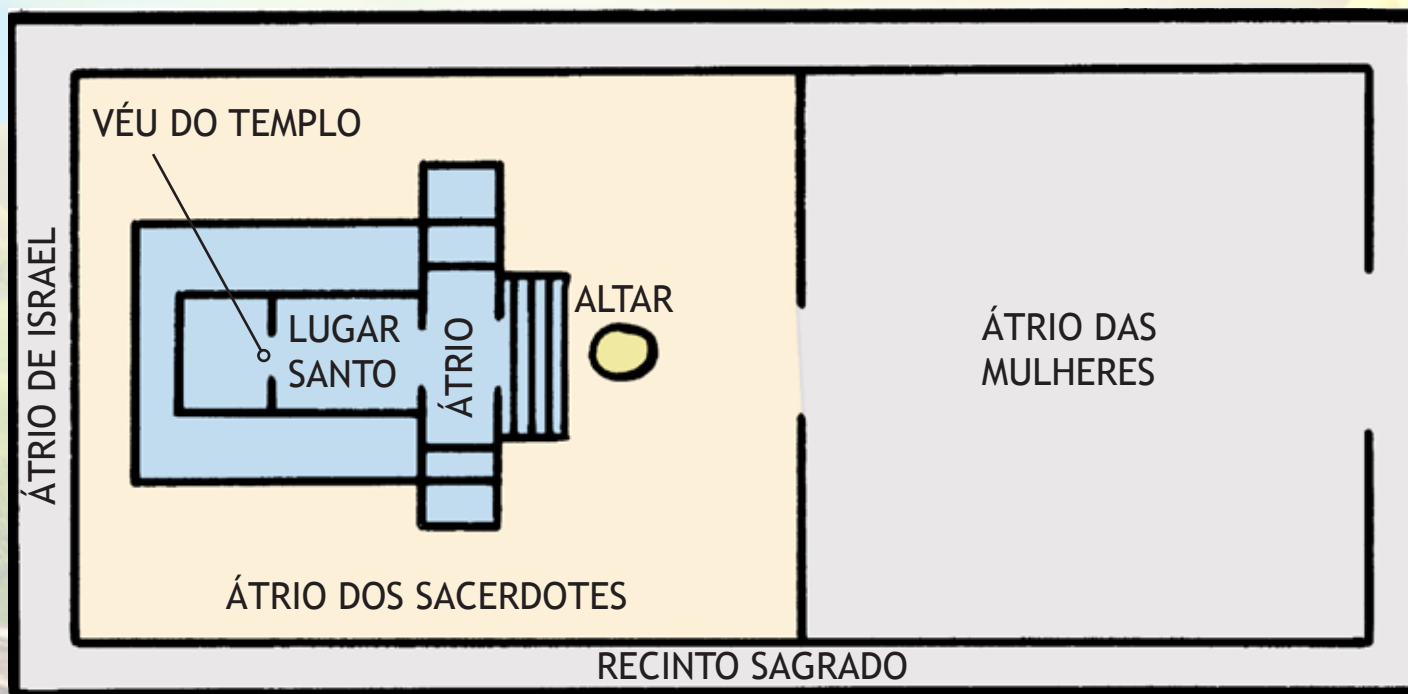 VÉU DO TEMPLO
ÁTRIO DE ISRAEL
LUGAR
SANTO
ÁTRIO
ALTAR
ÁTRIO DAS
MULHERES
ÁTRIO DOS SACERDOTES
RECINTO SAGRADO